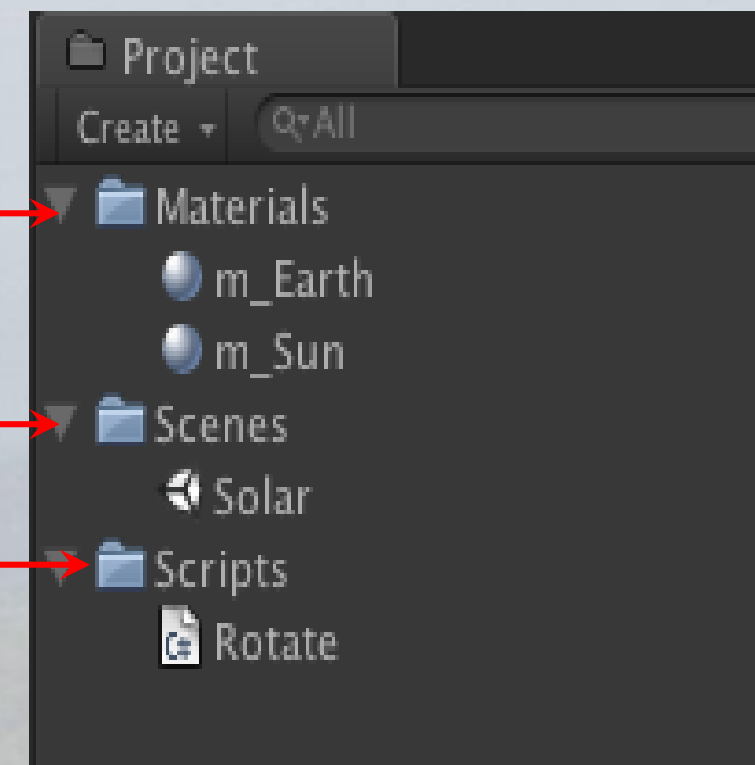 Project
Create All
Materials
m_Earth
m_Sun
Scenes
Solar
Scripts
C#
Rotate